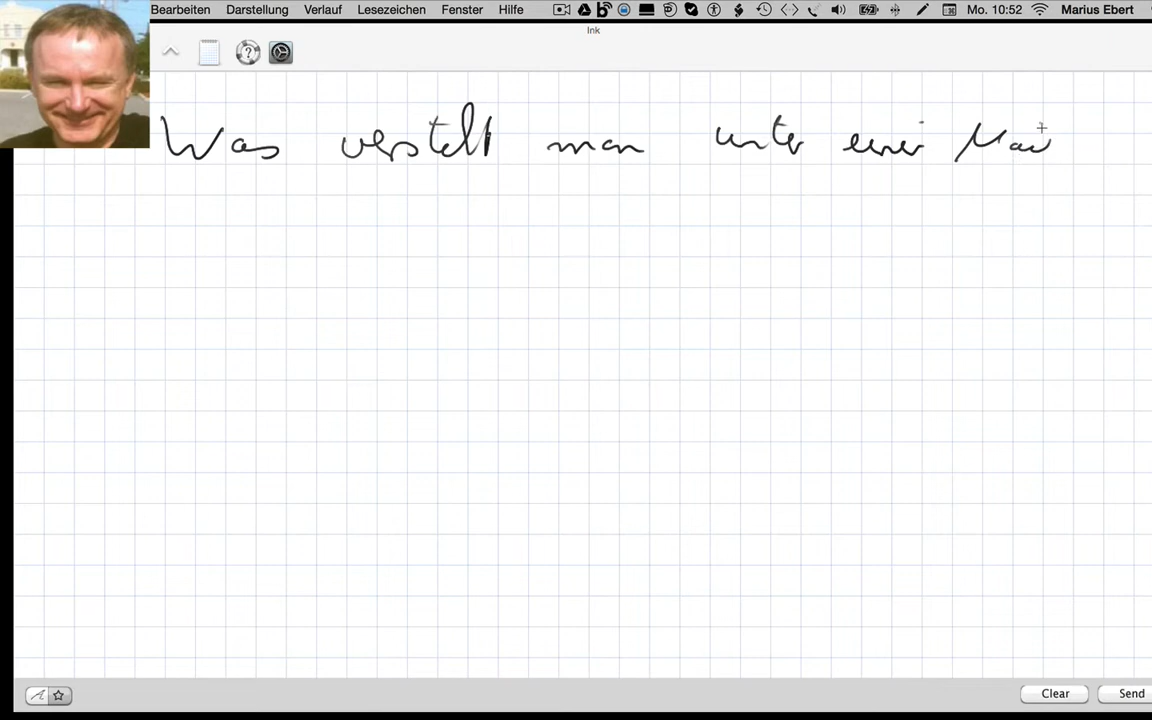 Bearbeiten Darstellung Verlauf Lesezeichen Fenster Hilfe Mo. 10:52 Marius Ebert
Ink
Was versteht man unter einer
Clear Send